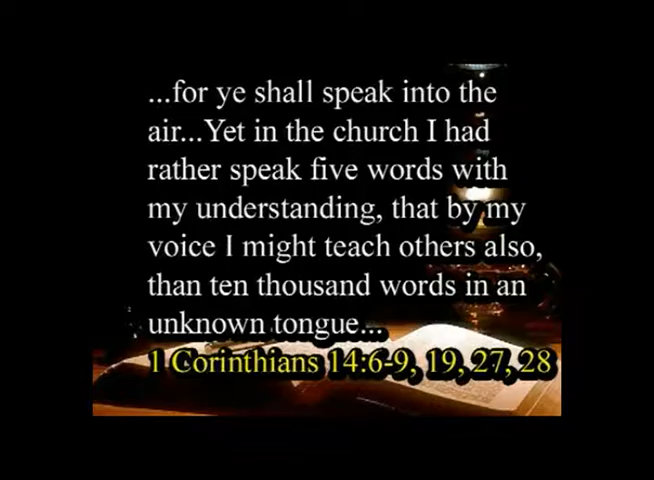 ...for ye shall speak into the
air...Yet in the church I had
rather speak five words with
my understanding, that by my
voice I might teach others also,
than ten thousand words in an
unknown tongue...
1 Corinthians 14:6-9, 19, 27, 28